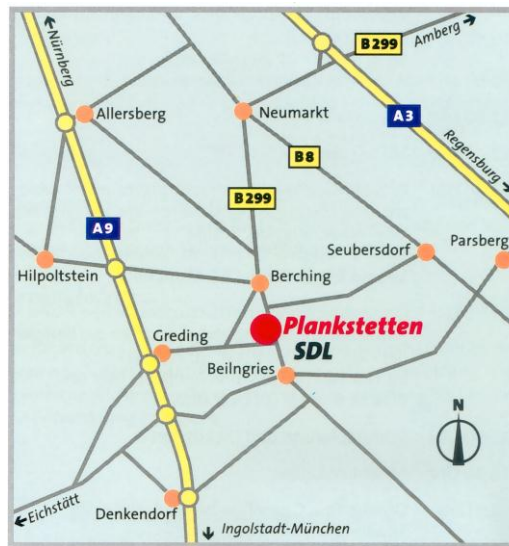 Nürnberg
B299
Amberg
Allersberg
Neumarkt
A3
B8
Regensburg
B299
A9
Seubersdorf
Parsberg
Hilpoltstein
Berching
Plankstetten
SDL
Greding
Beilngries
N
Eichstätt
Denkendorf
Ingolstadt-München